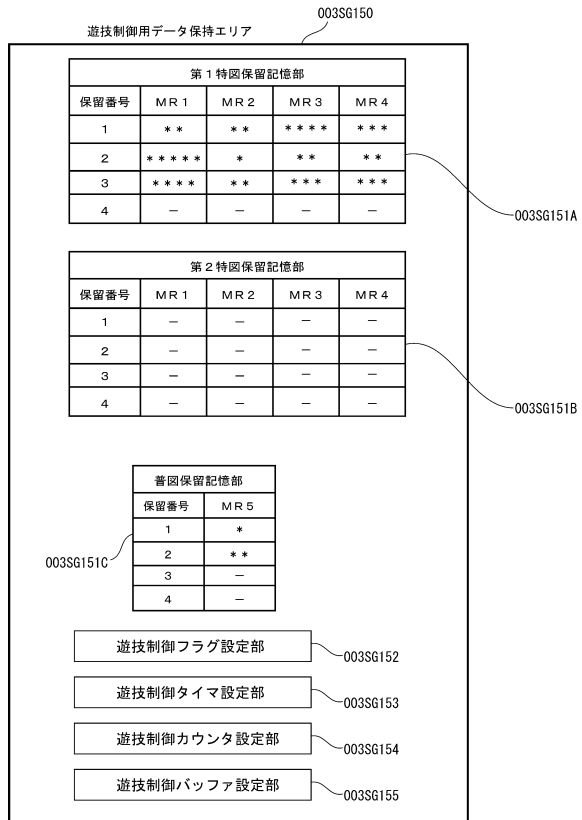 003SG150
遊技制御用データ保持エリア
第１特図保留記憶部
保留番号 ＭＲ１ ＭＲ２ ＭＲ３ ＭＲ４
1 ** ** **** ***
2 ***** * ** **
3 **** ** *** ***
4 － － － －
003SG151A
第２特図保留記憶部
保留番号 ＭＲ１ ＭＲ２ ＭＲ３ ＭＲ４
1 － － － －
2 － － － －
3 － － － －
4 － － － －
003SG151B
普図保留記憶部
保留番号 ＭＲ５
1 *
2 **
3 －
4 －
003SG151C
遊技制御フラグ設定部
003SG152
遊技制御タイマ設定部
003SG153
遊技制御カウンタ設定部
003SG154
遊技制御バッファ設定部
003SG155